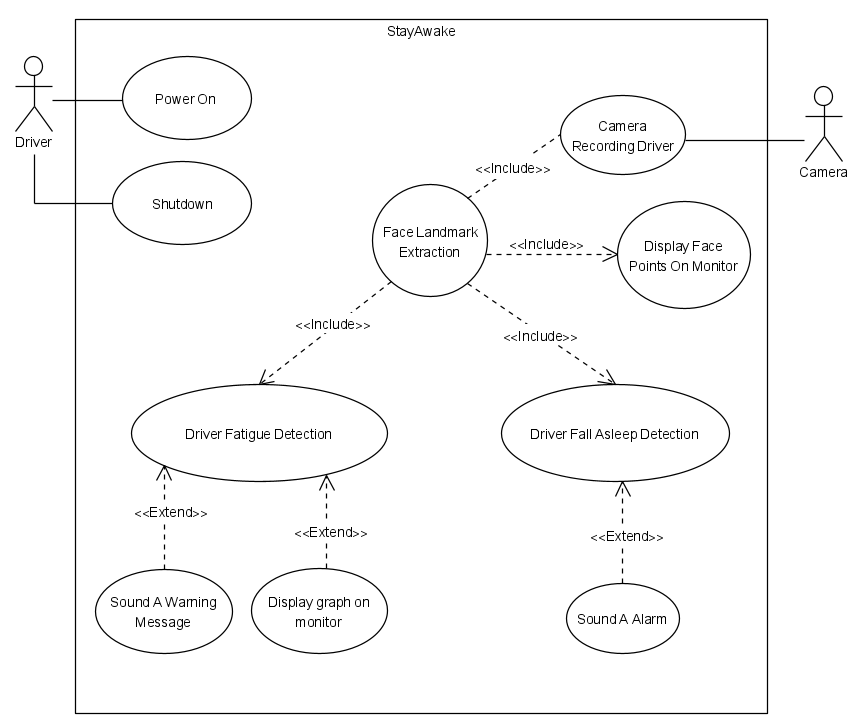 StayAwake
Power On
Driver
Camera
Recording Driver
Camera
<<Include>>
Shutdown
Face Landmark
Extraction
<<Include>>
Display Face
Points On Monitor
<<Include>>
<<Include>>
Driver Fatigue Detection
Driver Fall Asleep Detection
<<Extend>>
<<Extend>>
<<Extend>>
Sound A Warning
Message
Display graph on
monitor
Sound A Alarm